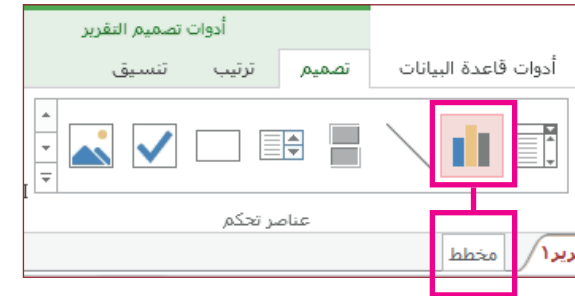 أدوات تصميم التقرير
أدوات قاعدة البيانات تصميم ترتيب تنسيق
عناصر تحكم
مخطط